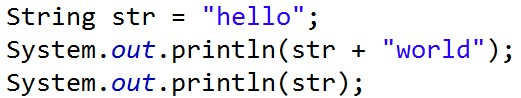 String str = "hello";
System.out.println(str + "world");
System.out.println(str);